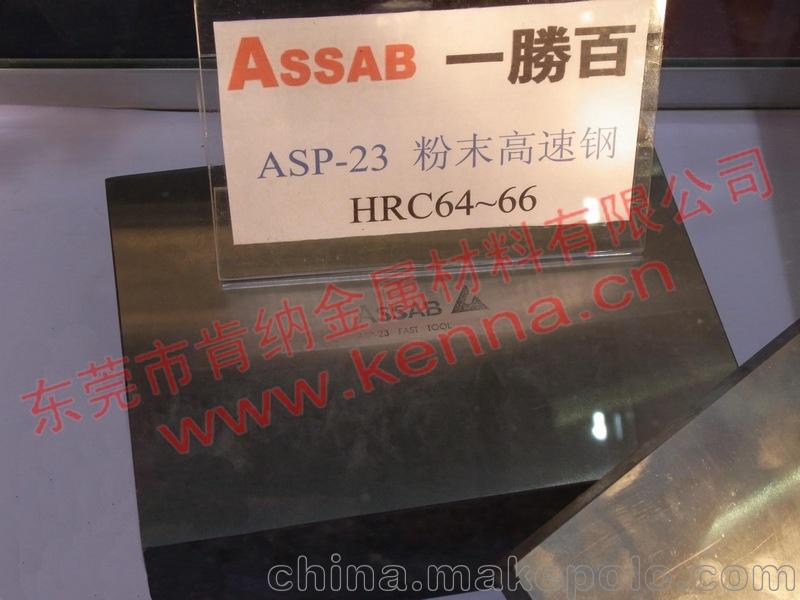 ASSAB 一勝百
ASP-23 粉末高速钢
HRC64~66
ASSAB
ASP-23 FAST TOOL
东莞市肯纳金属材料有限公司
www.kenna.cn
china.makepolo.com